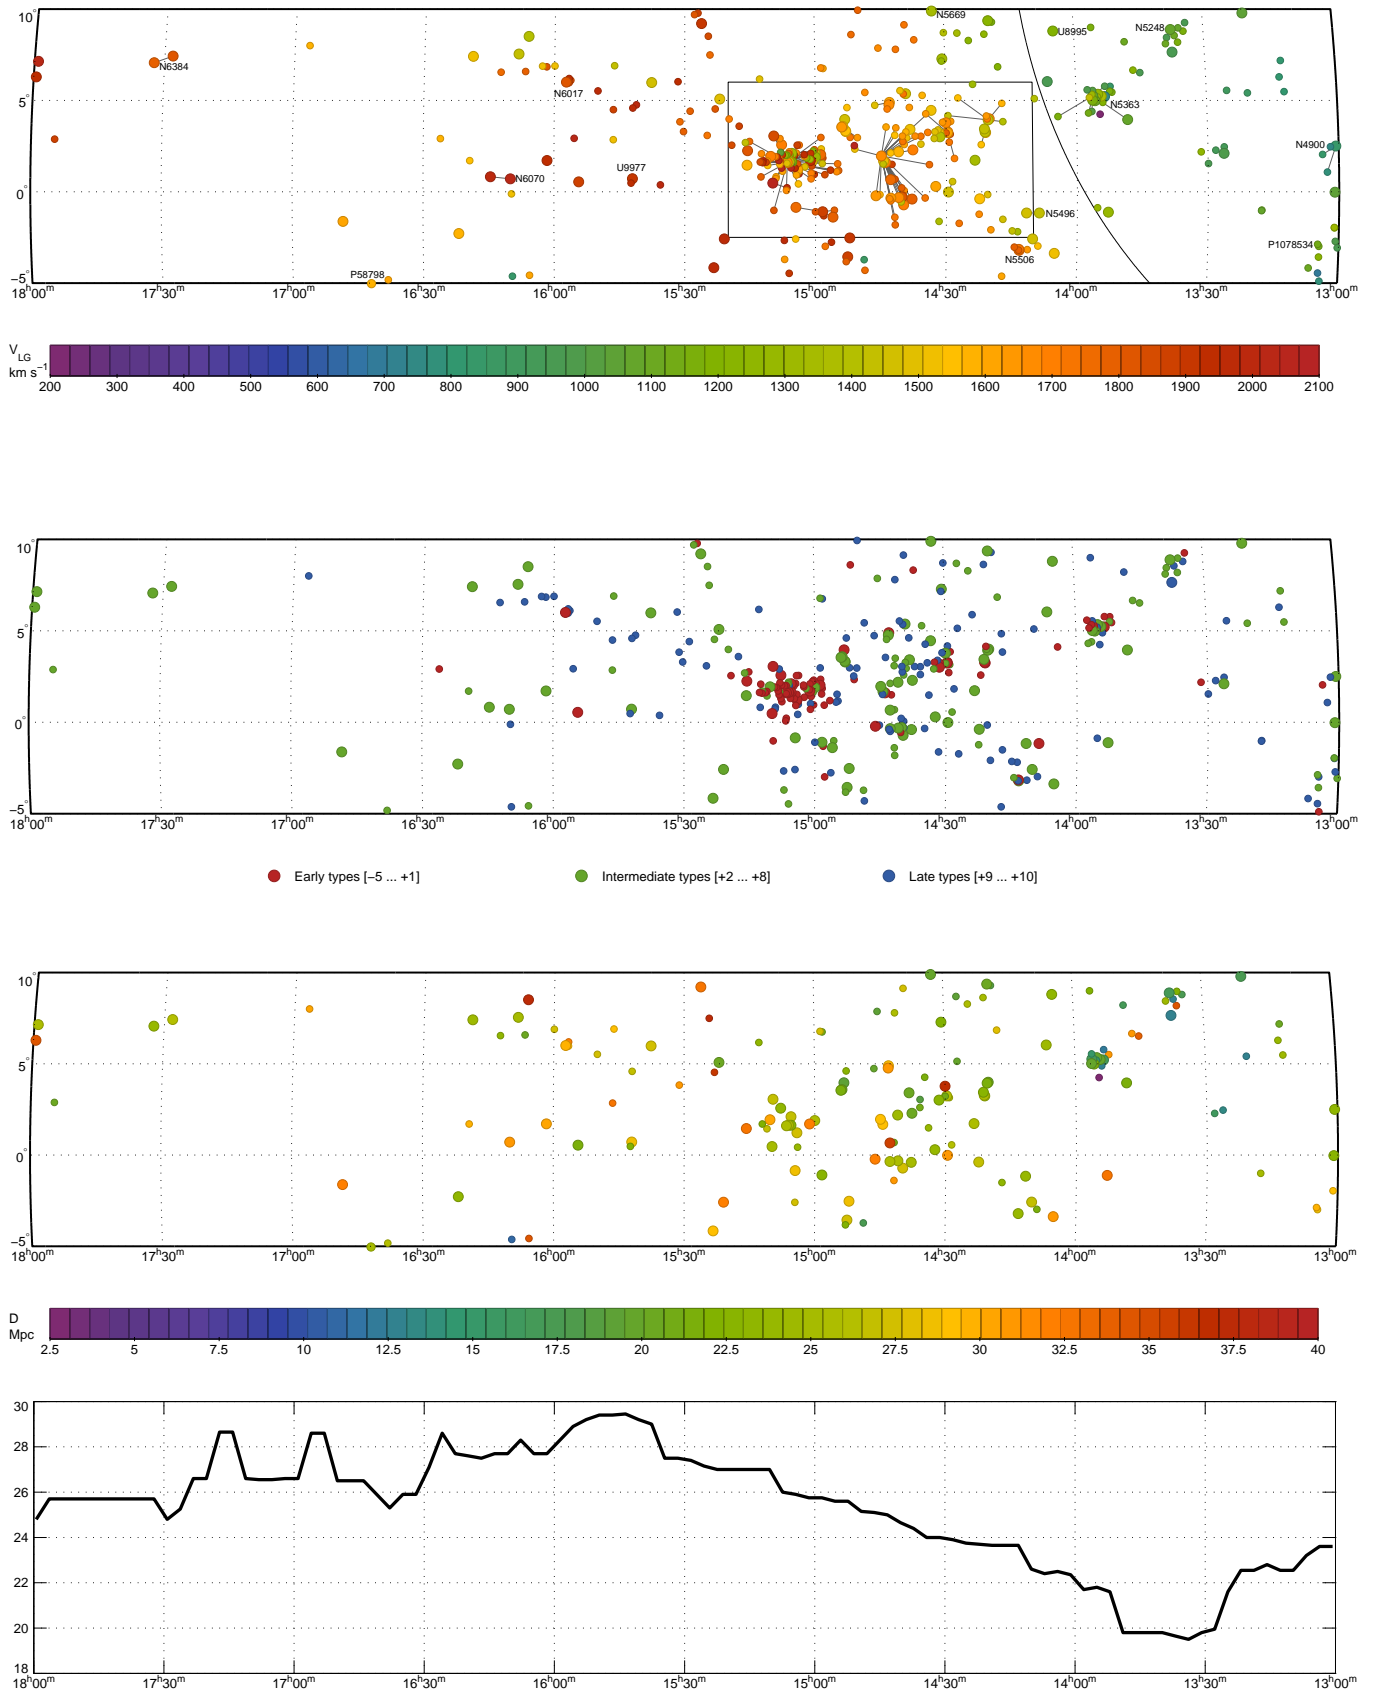 10°
N5669
N5248
U8995
N6384
N6017
5°
N5363
N4900
U9977
N6070
0°
N5496
P1078534
N5506
P58798
−5°
18h00m 17h30m 17h00m 16h30m 16h00m 15h30m 15h00m 14h30m 14h00m 13h30m 13h00m
VLG
km s−1
200 300 400 500 600 700 800 900 1000 1100 1200 1300 1400 1500 1600 1700 1800 1900 2000 2100
10°
5°
0°
−5°
18h00m 17h30m 17h00m 16h30m 16h00m 15h30m 15h00m 14h30m 14h00m 13h30m 13h00m
Early types [−5 ... +1] Intermediate types [+2 ... +8] Late types [+9 ... +10]
10°
5°
0°
−5°
18h00m 17h30m 17h00m 16h30m 16h00m 15h30m 15h00m 14h30m 14h00m 13h30m 13h00m
D
Mpc
2.5 5 7.5 10 12.5 15 17.5 20 22.5 25 27.5 30 32.5 35 37.5 40
30
28
26
24
22
20
18
18h00m 17h30m 17h00m 16h30m 16h00m 15h30m 15h00m 14h30m 14h00m 13h30m 13h00m